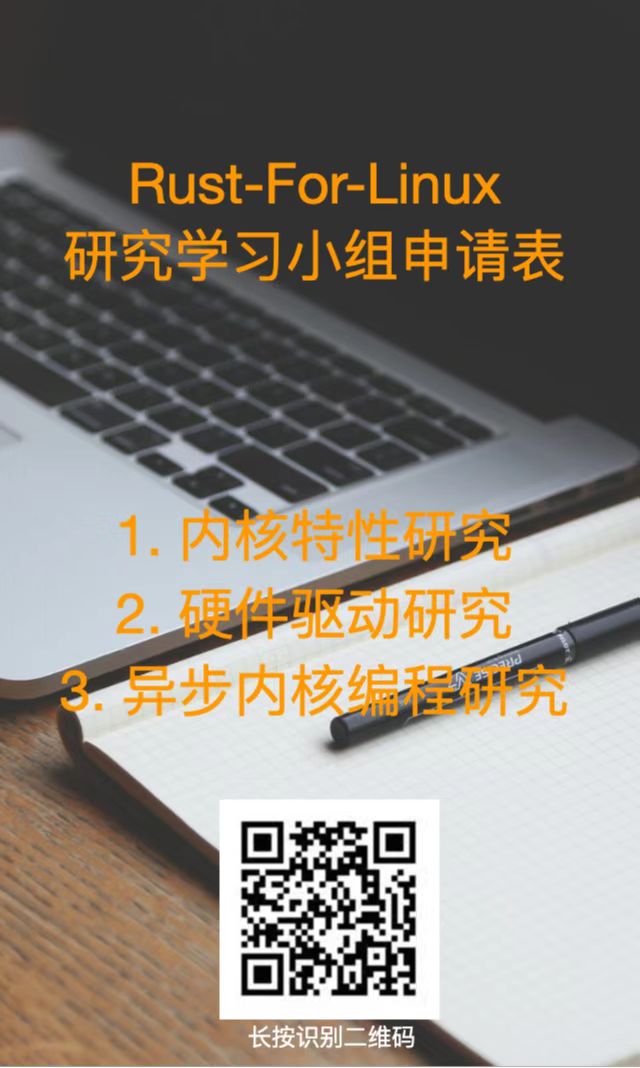 Rust-For-Linux
研究学习小组申请表
1. 内核特性研究
2. 硬件驱动研究
3. 异步内核编程研究
PRECISE V5
长按识别二维码